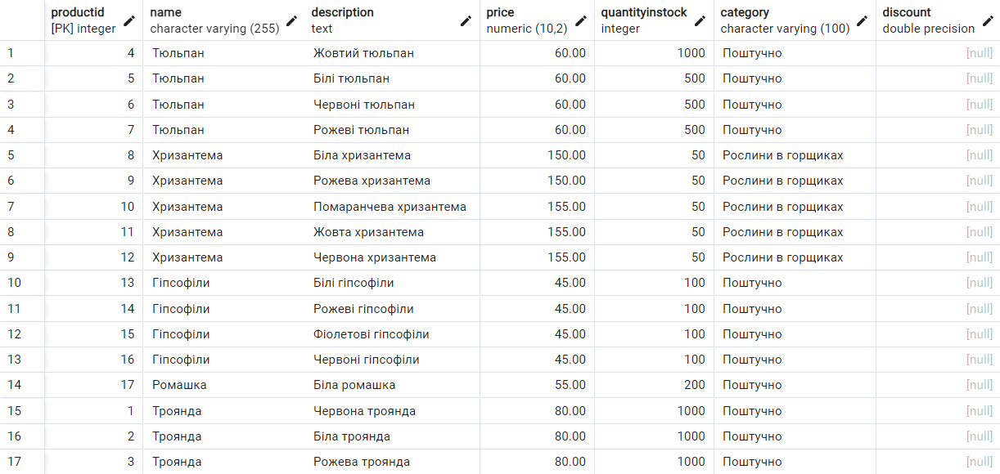 productid name description price quantityinstock category discount
[PK] integer character varying (255) text numeric (10,2) integer character varying (100) double precision
1 4 Тюльпан Жовтий тюльпан 60.00 1000 Поштучно [null]
2 5 Тюльпан Білі тюльпан 60.00 500 Поштучно [null]
3 6 Тюльпан Червоні тюльпан 60.00 500 Поштучно [null]
4 7 Тюльпан Рожеві тюльпан 60.00 500 Поштучно [null]
5 8 Хризантема Біла хризантема 150.00 50 Рослини в горщиках [null]
6 9 Хризантема Рожева хризантема 150.00 50 Рослини в горщиках [null]
7 10 Хризантема Помаранчева хризантема 155.00 50 Рослини в горщиках [null]
8 11 Хризантема Жовта хризантема 155.00 50 Рослини в горщиках [null]
9 12 Хризантема Червона хризантема 155.00 50 Рослини в горщиках [null]
10 13 Гіпсофіли Білі гіпсофіли 45.00 100 Поштучно [null]
11 14 Гіпсофіли Рожеві гіпсофіли 45.00 100 Поштучно [null]
12 15 Гіпсофіли Фіолетові гіпсофіли 45.00 100 Поштучно [null]
13 16 Гіпсофіли Червоні гіпсофіли 45.00 100 Поштучно [null]
14 17 Ромашка Біла ромашка 55.00 200 Поштучно [null]
15 1 Троянда Червона троянда 80.00 1000 Поштучно [null]
16 2 Троянда Біла троянда 80.00 1000 Поштучно [null]
17 3 Троянда Рожева троянда 80.00 1000 Поштучно [null]